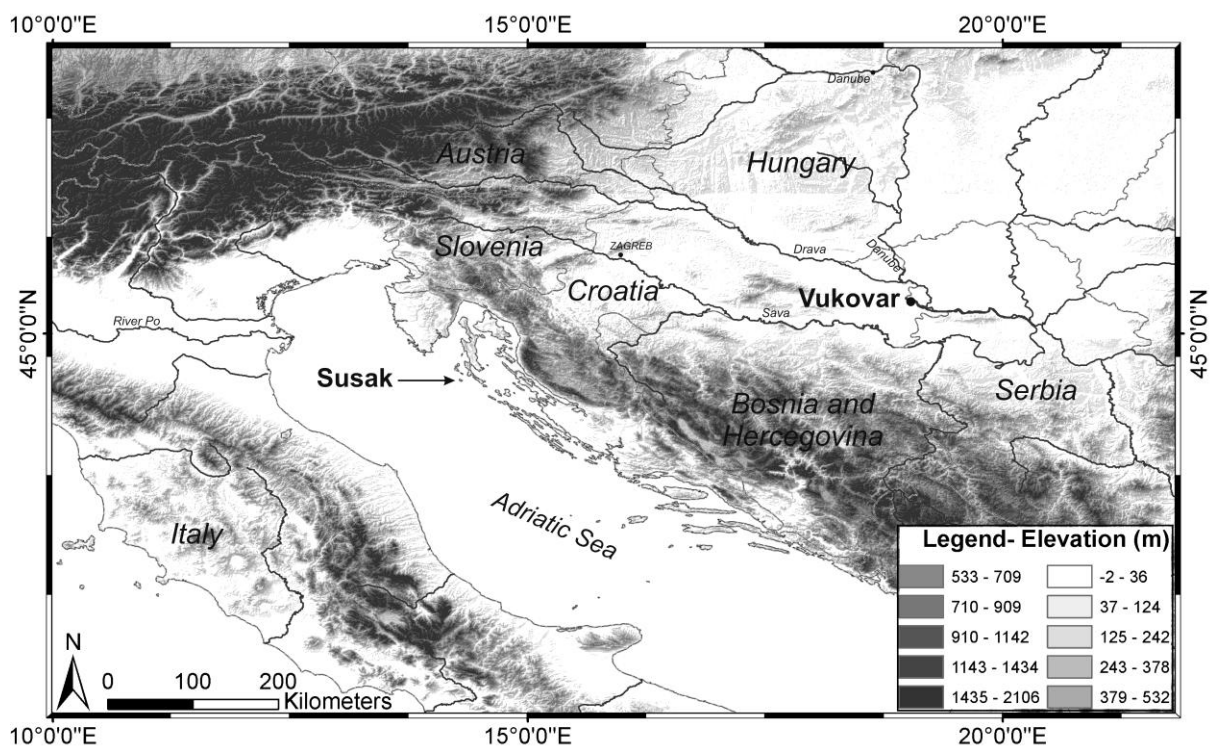 10°0'0"E
15°0'0"E
20°0'0"E
Danube
Austria
Hungary
Slovenia
ZAGREB
Drava
Danube
Croatia
Vukovar
45°0'0"N
River Po
Sava
45°0'0"N
Susak
Serbia
Bosnia and
Hercegovina
Adriatic Sea
Italy
Legend- Elevation (m)
533 - 709
-2 - 36
710 - 909
37 - 124
910 - 1142
125 - 242
1143 - 1434
243 - 378
1435 - 2106
379 - 532
N
0 100 200
Kilometers
10°0'0"E
15°0'0"E
20°0'0"E